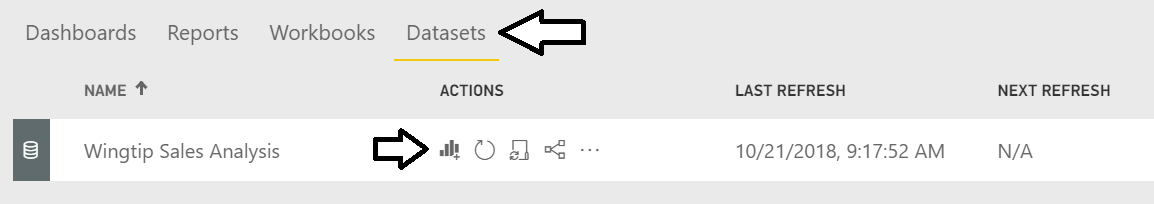 Dashboards Reports Workbooks Datasets
NAME ACTIONS LAST REFRESH NEXT REFRESH
Wingtip Sales Analysis 10/21/2018, 9:17:52 AM N/A